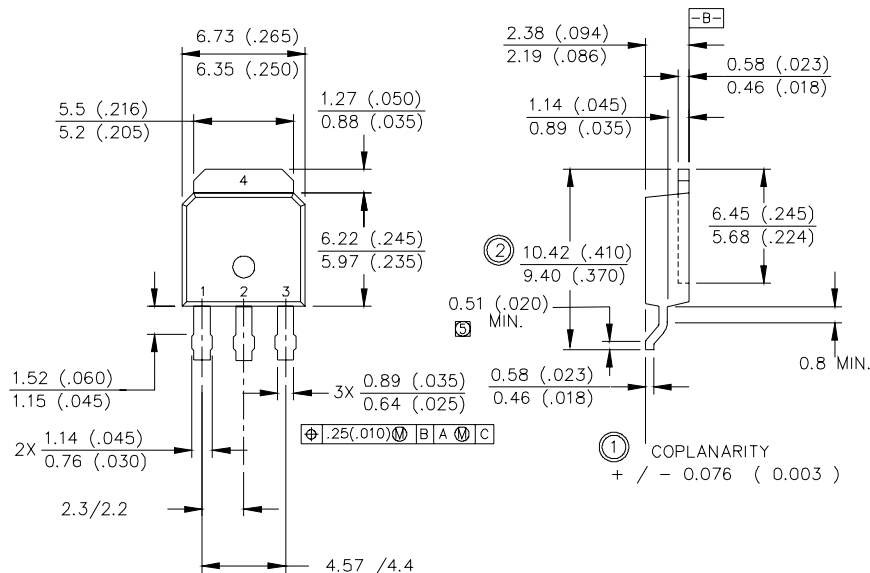 6.73 (.265)
6.35 (.250)
5.5 (.216)
5.2 (.205)
1.27 (.050)
0.88 (.035)
4
6.22 (.245)
5.97 (.235)
1 2 3
1.52 (.060)
1.15 (.045)
3X 0.89 (.035)
0.64 (.025)
2X 1.14 (.045)
0.76 (.030)
⌖ .25(.010)Ⓜ B A Ⓜ C
2.3/2.2
4.57 /4.4
-B-
2.38 (.094)
2.19 (.086)
0.58 (.023)
0.46 (.018)
1.14 (.045)
0.89 (.035)
6.45 (.245)
5.68 (.224)
2 10.42 (.410)
9.40 (.370)
0.51 (.020)
MIN.
5
0.8 MIN.
0.58 (.023)
0.46 (.018)
1 COPLANARITY
+ / - 0.076 ( 0.003 )